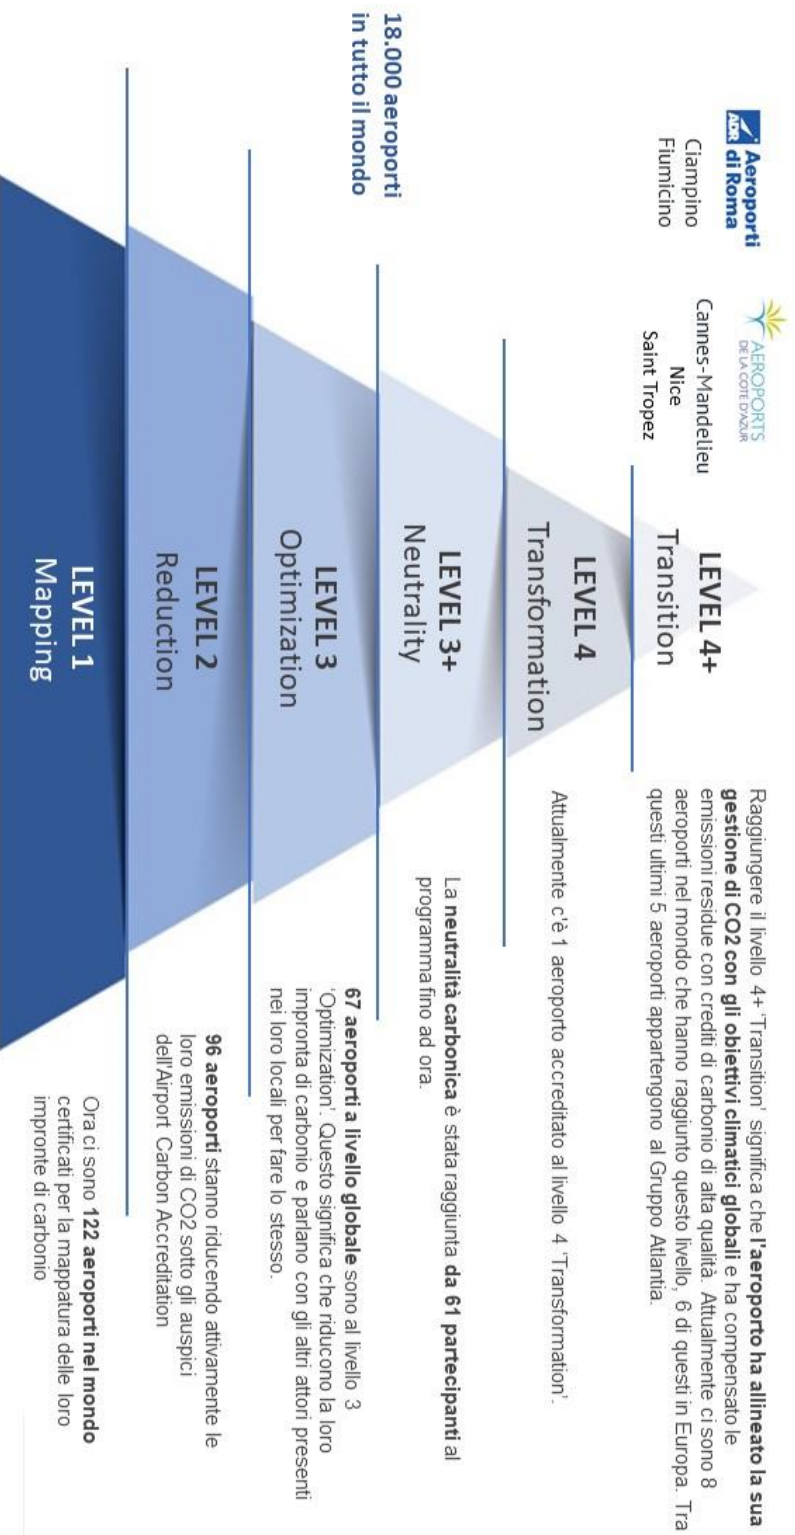 ADR Aeroporti
di Roma
Ciampino
Fiumicino
AEROPORTS
DE LA COTE D'AZUR
Cannes-Mandelieu
Nice
Saint Tropez
18.000 aeroporti
in tutto il mondo
LEVEL 4+
Transition
Raggiungere il livello 4+ 'Transition' significa che l'aeroporto ha allineato la sua
gestione di CO2 con gli obiettivi climatici globali e ha compensato le
emissioni residue con crediti di carbonio di alta qualità. Attualmente ci sono 8
aeroporti nel mondo che hanno raggiunto questo livello, 6 di questi in Europa. Tra
questi ultimi 5 aeroporti appartengono al Gruppo Atlantia.
LEVEL 4
Transformation
Attualmente c'è 1 aeroporto accreditato al livello 4 'Transformation'.
LEVEL 3+
Neutrality
La neutralità carbonica è stata raggiunta da 61 partecipanti al
programma fino ad ora.
LEVEL 3
Optimization
67 aeroporti a livello globale sono al livello 3
'Optimization'. Questo significa che riducono la loro
impronta di carbonio e parlano con gli altri attori presenti
nei loro locali per fare lo stesso.
LEVEL 2
Reduction
96 aeroporti stanno riducendo attivamente le
loro emissioni di CO2 sotto gli auspici
dell'Airport Carbon Accreditation
LEVEL 1
Mapping
Ora ci sono 122 aeroporti nel mondo
certificati per la mappatura delle loro
impronte di carbonio